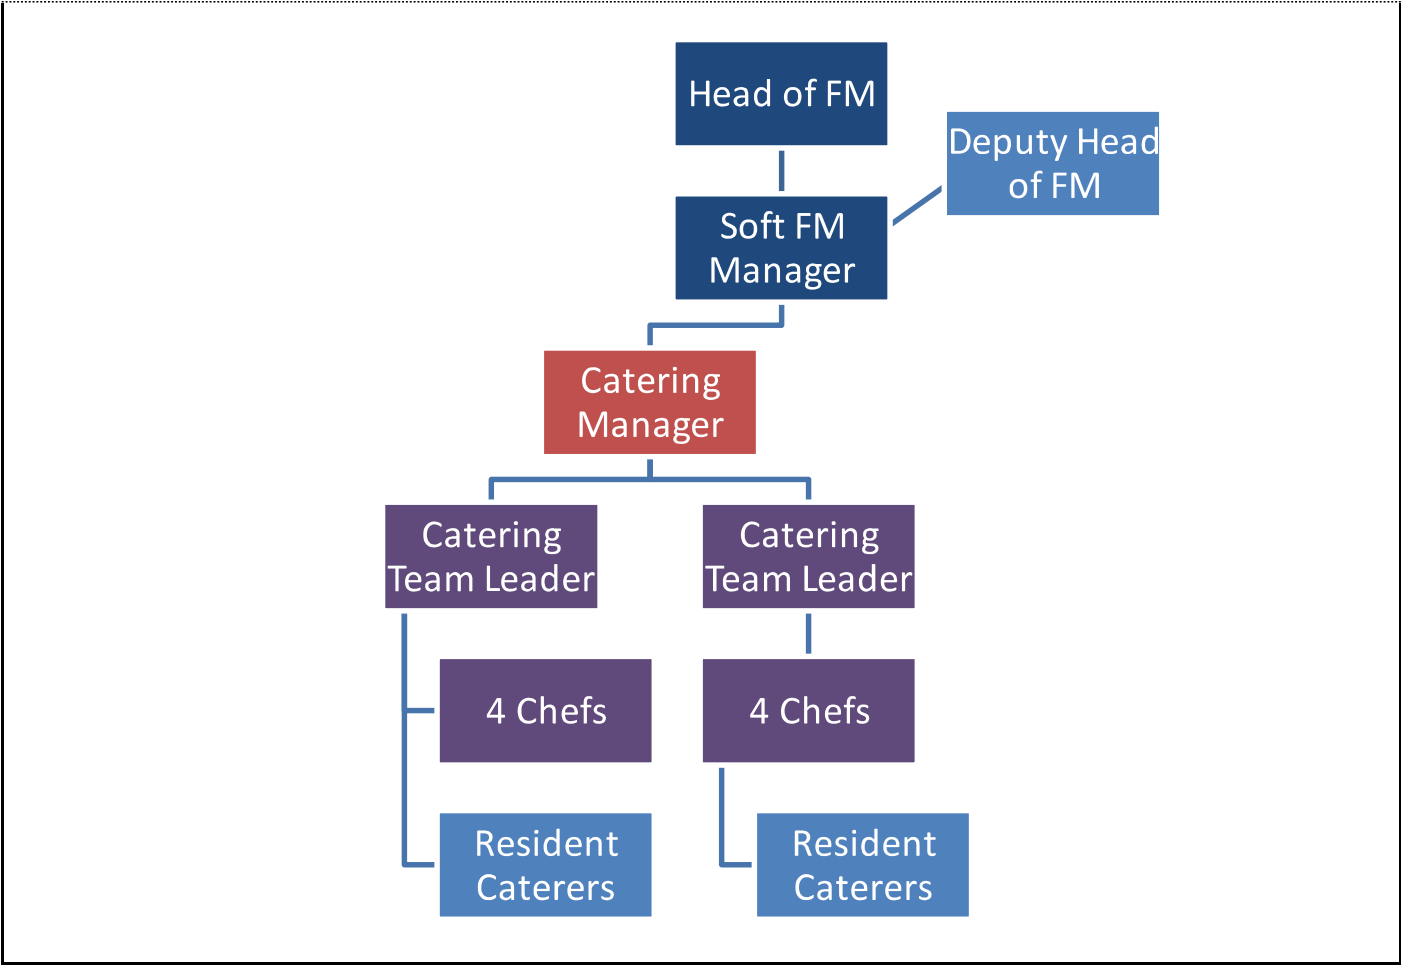 Head of FM
Deputy Head
of FM
Soft FM
Manager
Catering
Manager
Catering
Team Leader
Catering
Team Leader
4 Chefs
4 Chefs
Resident
Caterers
Resident
Caterers